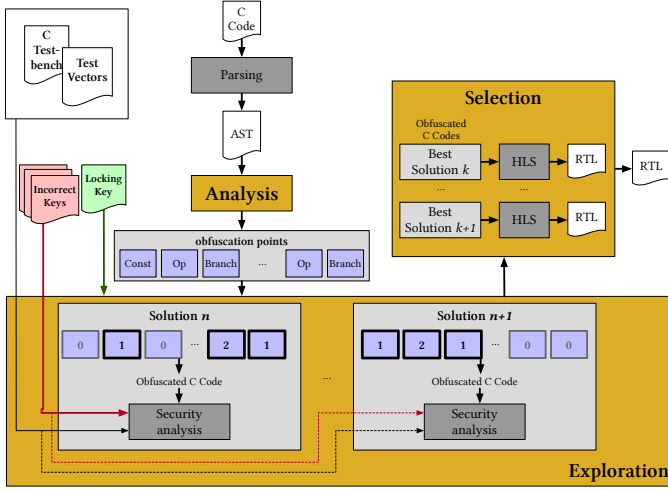 C
Code
C
Test-
bench
Test
Vectors
Parsing
Selection
Obfuscated
C Codes
AST
Best
Solution k
HLS
RTL
RTL
...
...
Incorrect
Keys
Locking
Key
Analysis
Best
Solution k+1
HLS
RTL
obfuscation points
Const
Op
Branch
...
Op
Branch
Solution n
0
1
0
...
2
1
Obfuscated C Code
Security
analysis
...
Solution n+1
1
2
1
...
0
0
Obfuscated C Code
Security
analysis
Exploration